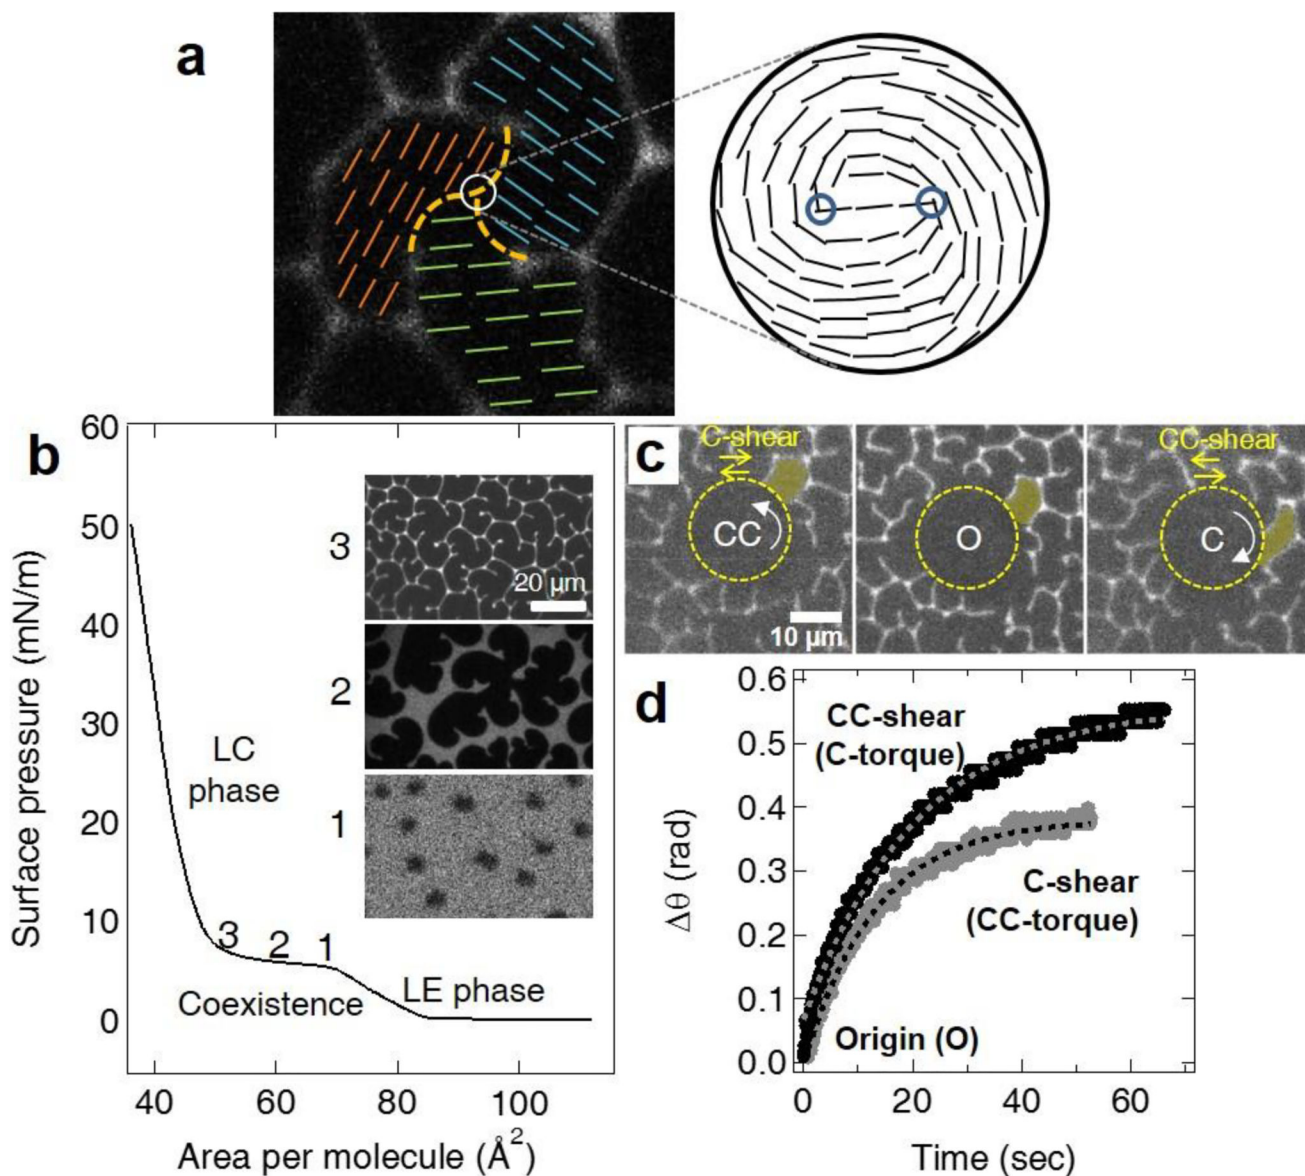 a
b
60
50
40
30
20
10
0
Surface pressure (mN/m)
3
20 µm
2
1
LC
phase
3
2
1
LE phase
Coexistence
40
60
80
100
Area per molecule (Å²)
c
C-shear
CC-shear
CC
O
C
10 µm
d
0.6
0.5
0.4
0.3
0.2
0.1
0.0
Δθ (rad)
CC-shear
(C-torque)
C-shear
(CC-torque)
Origin (O)
0
20
40
60
Time (sec)